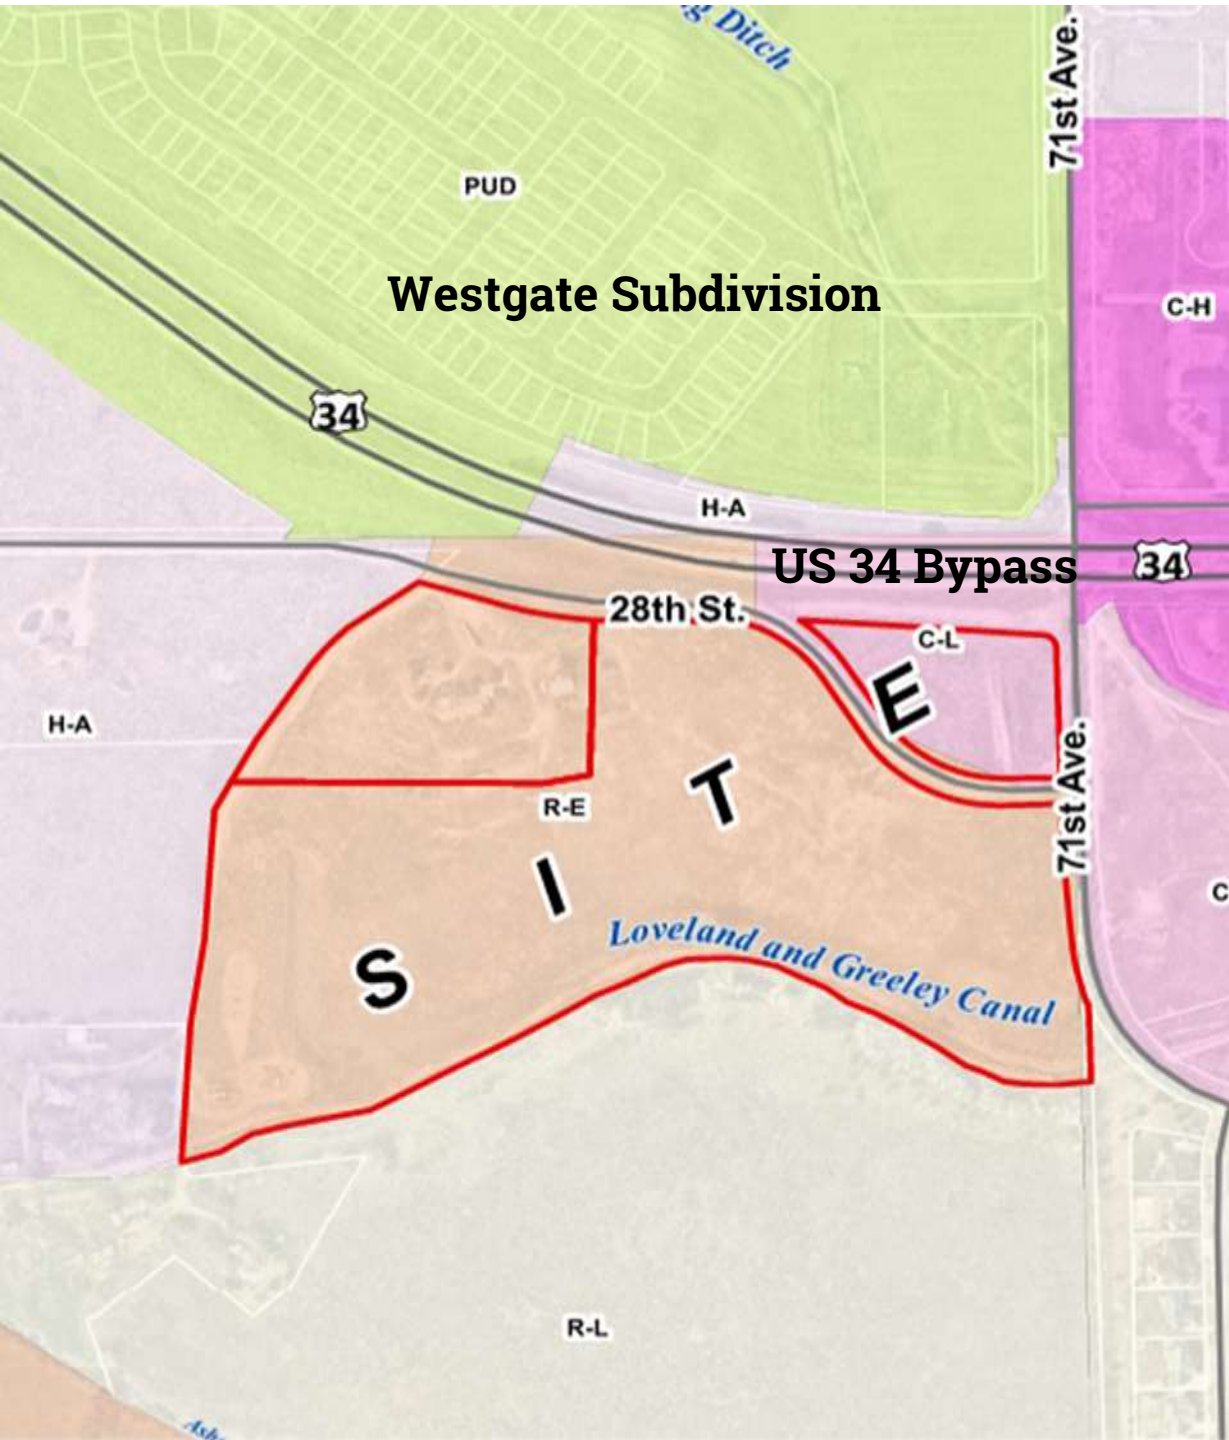 g Ditch
71st Ave.
PUD
Westgate Subdivision
C-H
34
H-A
US 34 Bypass
34
28th St.
C-L
E
H-A
71st Ave.
T
R-E
I
C
Loveland and Greeley Canal
S
R-L
Ash